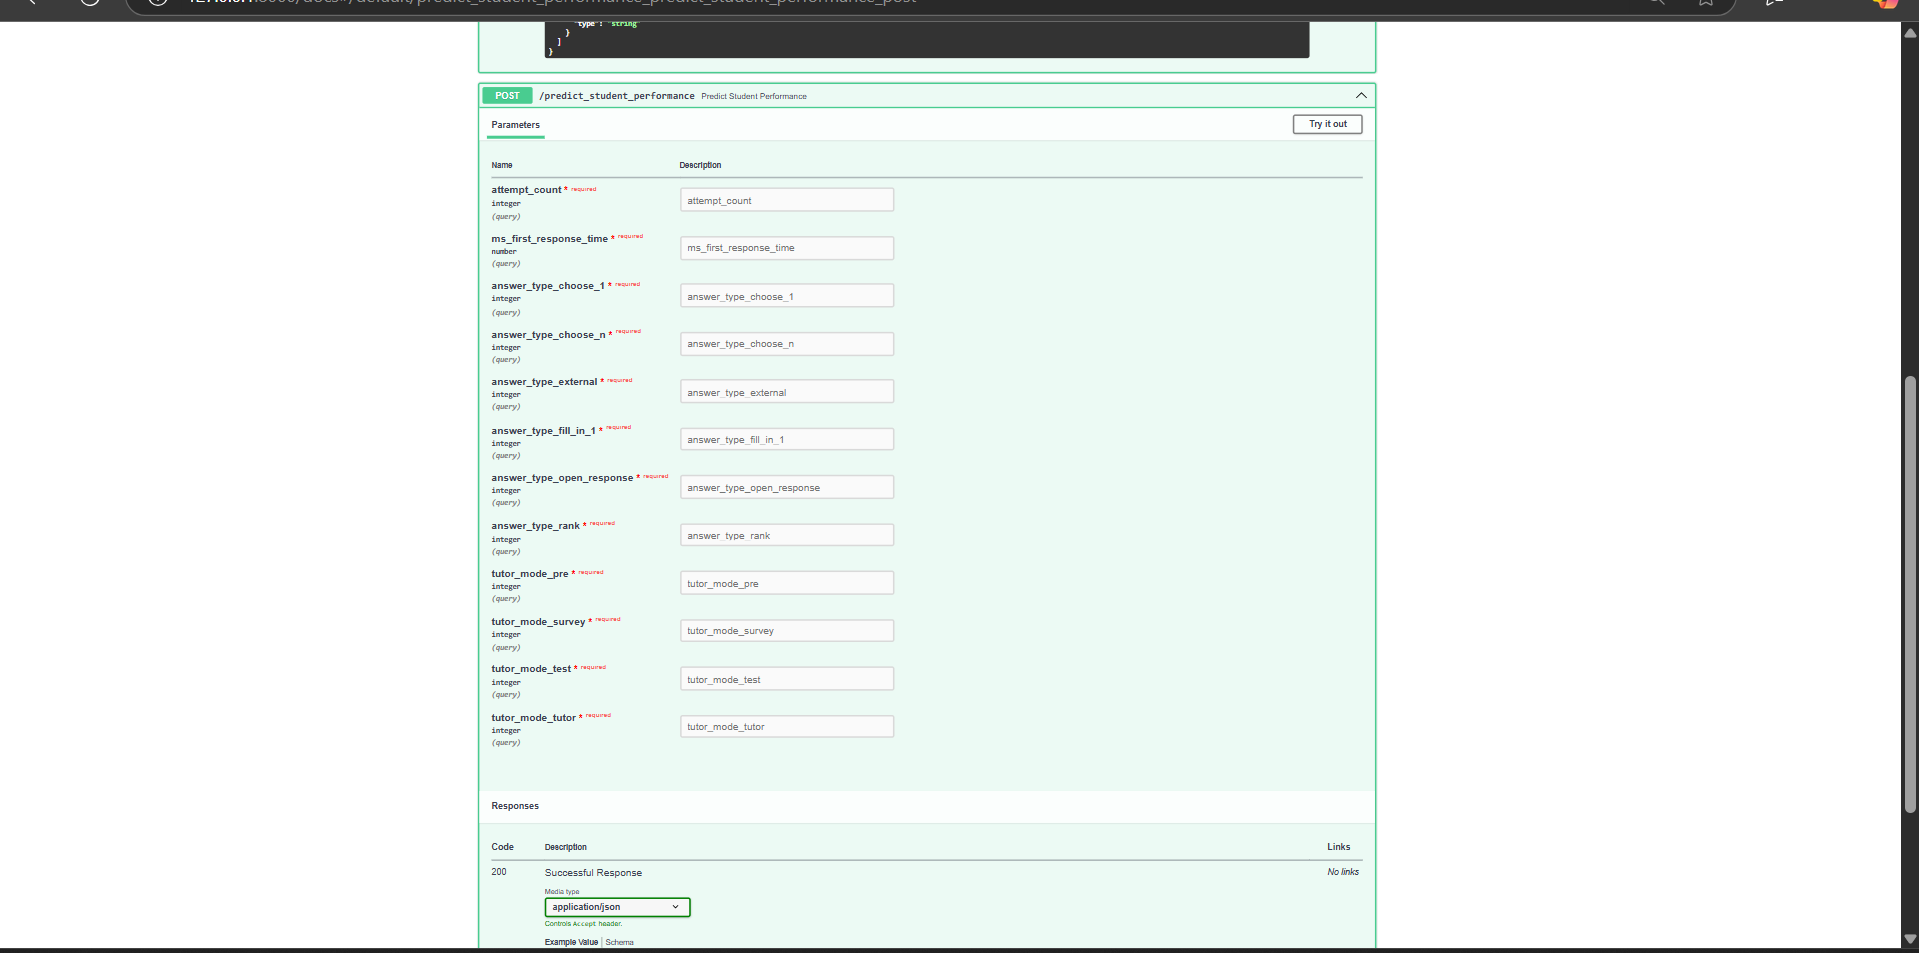 "type": "string"
}
]
}
POST /predict_student_performance Predict Student Performance
Parameters
Try it out
Name Description
attempt_count * required
integer
(query)
attempt_count
ms_first_response_time * required
number
(query)
ms_first_response_time
answer_type_choose_1 * required
integer
(query)
answer_type_choose_1
answer_type_choose_n * required
integer
(query)
answer_type_choose_n
answer_type_external * required
integer
(query)
answer_type_external
answer_type_fill_in_1 * required
integer
(query)
answer_type_fill_in_1
answer_type_open_response * required
integer
(query)
answer_type_open_response
answer_type_rank * required
integer
(query)
answer_type_rank
tutor_mode_pre * required
integer
(query)
tutor_mode_pre
tutor_mode_survey * required
integer
(query)
tutor_mode_survey
tutor_mode_test * required
integer
(query)
tutor_mode_test
tutor_mode_tutor * required
integer
(query)
tutor_mode_tutor
Responses
Code Description Links
200 Successful Response No links
Media type
application/json
Controls Accept header.
Example Value | Schema